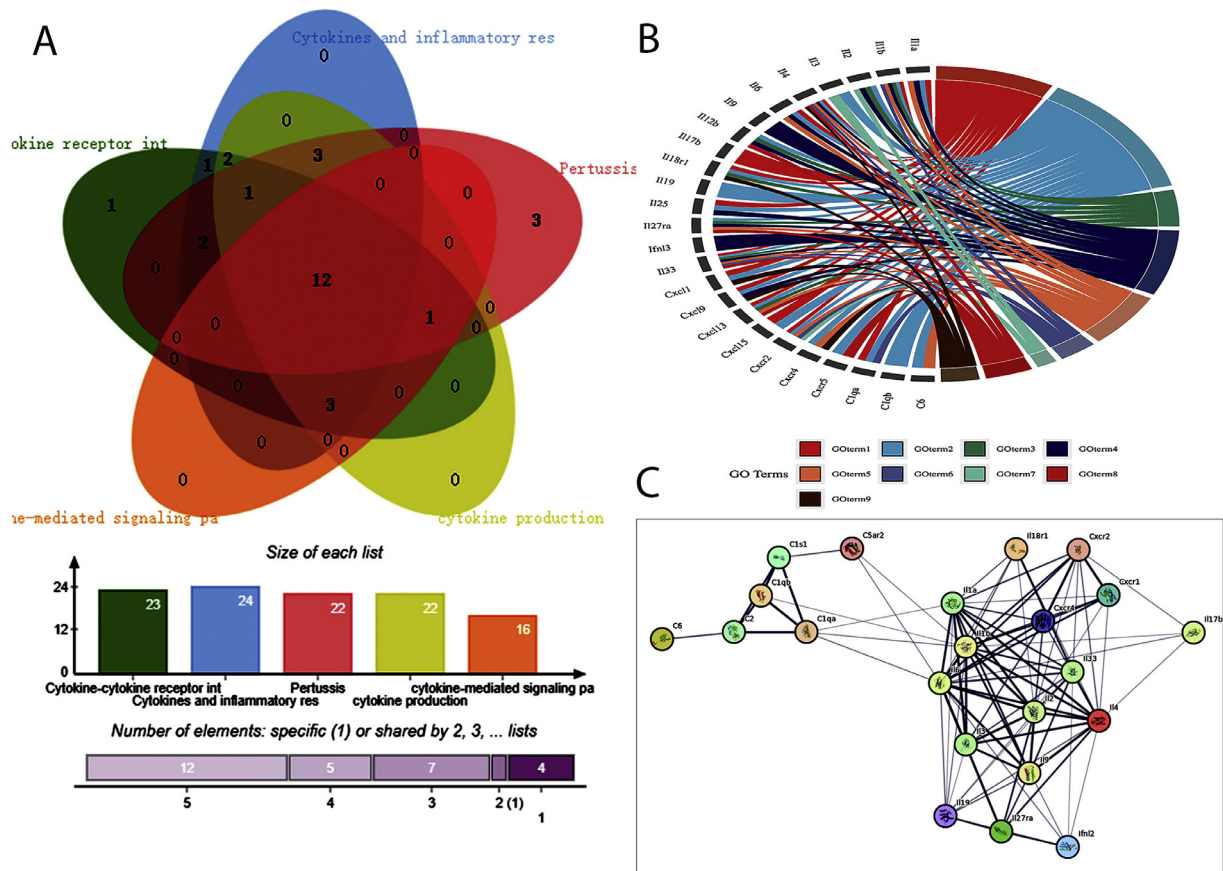 A
Cytokines and inflammatory res
okine receptor int
Pertussis
ne-mediated signaling pa
cytokine production
0
0
0
1
2
3
0
0
0
1
0
3
1
2
0
0
12
0
1
0
0
0
0
0
0
0
3
0
0
0
0
0
0
0
Size of each list
24
12
0
23
24
22
22
16
Cytokine-cytokine receptor int
Cytokines and inflammatory res
Pertussis
cytokine production
cytokine-mediated signaling pa
Number of elements: specific (1) or shared by 2, 3, ... lists
12
5
7
4
5
4
3
2 (1)
1
B
Il1a
Il1b
Il2
Il3
Il4
Il6
Il9
Il12b
Il17b
Il18r1
Il19
Il25
Il27ra
Ifnl3
Il33
Cxcl1
Cxcl9
Cxcl13
Cxcl15
Cxcr2
Cxcr4
Cxcr5
C1qa
C1qb
C6
GO Terms
GOterm1
GOterm2
GOterm3
GOterm4
GOterm5
GOterm6
GOterm7
GOterm8
GOterm9
C
C1s1
C5ar2
Il18r1
Cxcr2
C1qb
Cxcr1
Il1a
C2
C1qa
Cxcr4
C6
Il1b
Il17b
Il6
Il33
Il2
Il4
Il3
Il9
Il19
Il27ra
Ifnl2